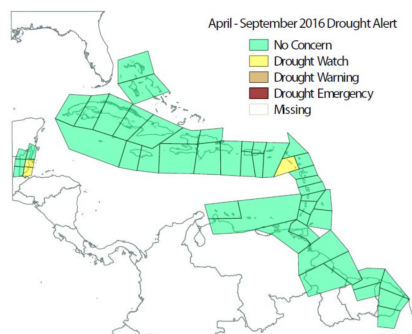 April - September 2016 Drought Alert
No Concern
Drought Watch
Drought Warning
Drought Emergency
Missing